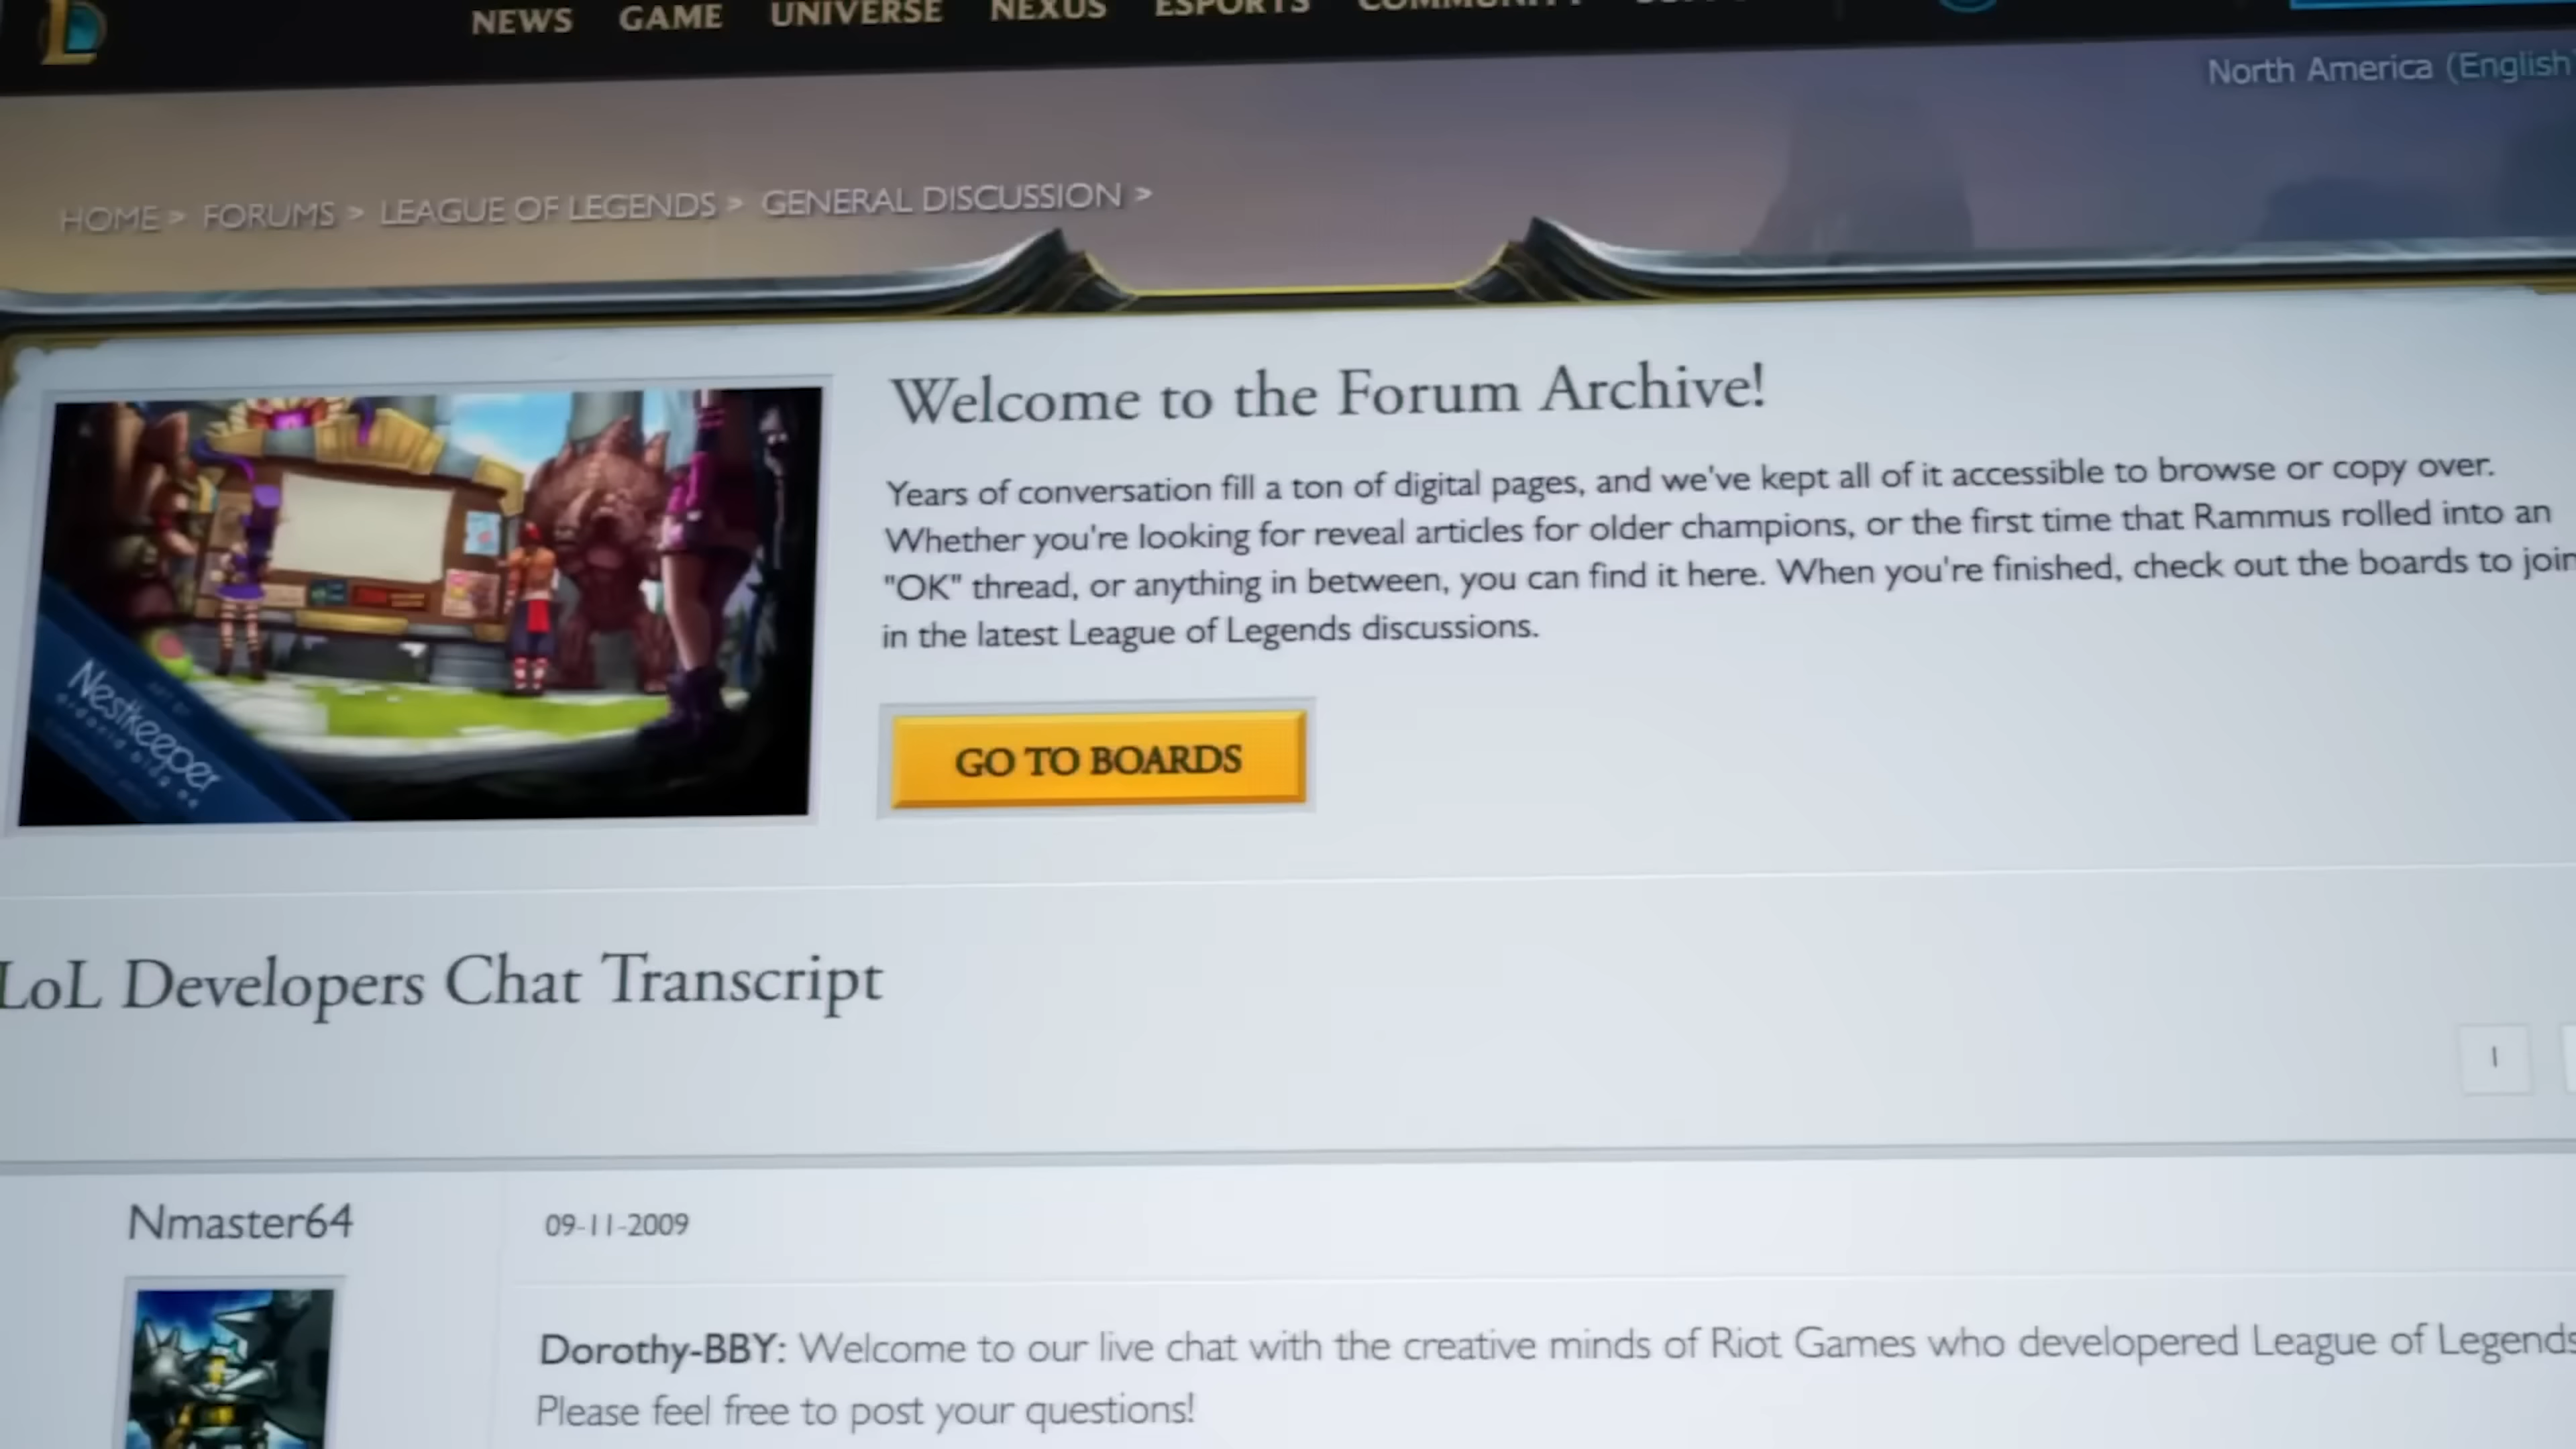 NEWS GAME UNIVERSE NEXUS ESPORTS COMMUNITY
North America (English
HOME > FORUMS > LEAGUE OF LEGENDS > GENERAL DISCUSSION >
Welcome to the Forum Archive!
Years of conversation fill a ton of digital pages, and we've kept all of it accessible to browse or copy over.
Whether you're looking for reveal articles for older champions, or the first time that Rammus rolled into an
"OK" thread, or anything in between, you can find it here. When you're finished, check out the boards to join
in the latest League of Legends discussions.
Nestkeeper
GO TO BOARDS
LoL Developers Chat Transcript
1
Nmaster64
09-11-2009
Dorothy-BBY: Welcome to our live chat with the creative minds of Riot Games who developered League of Legends
Please feel free to post your questions!